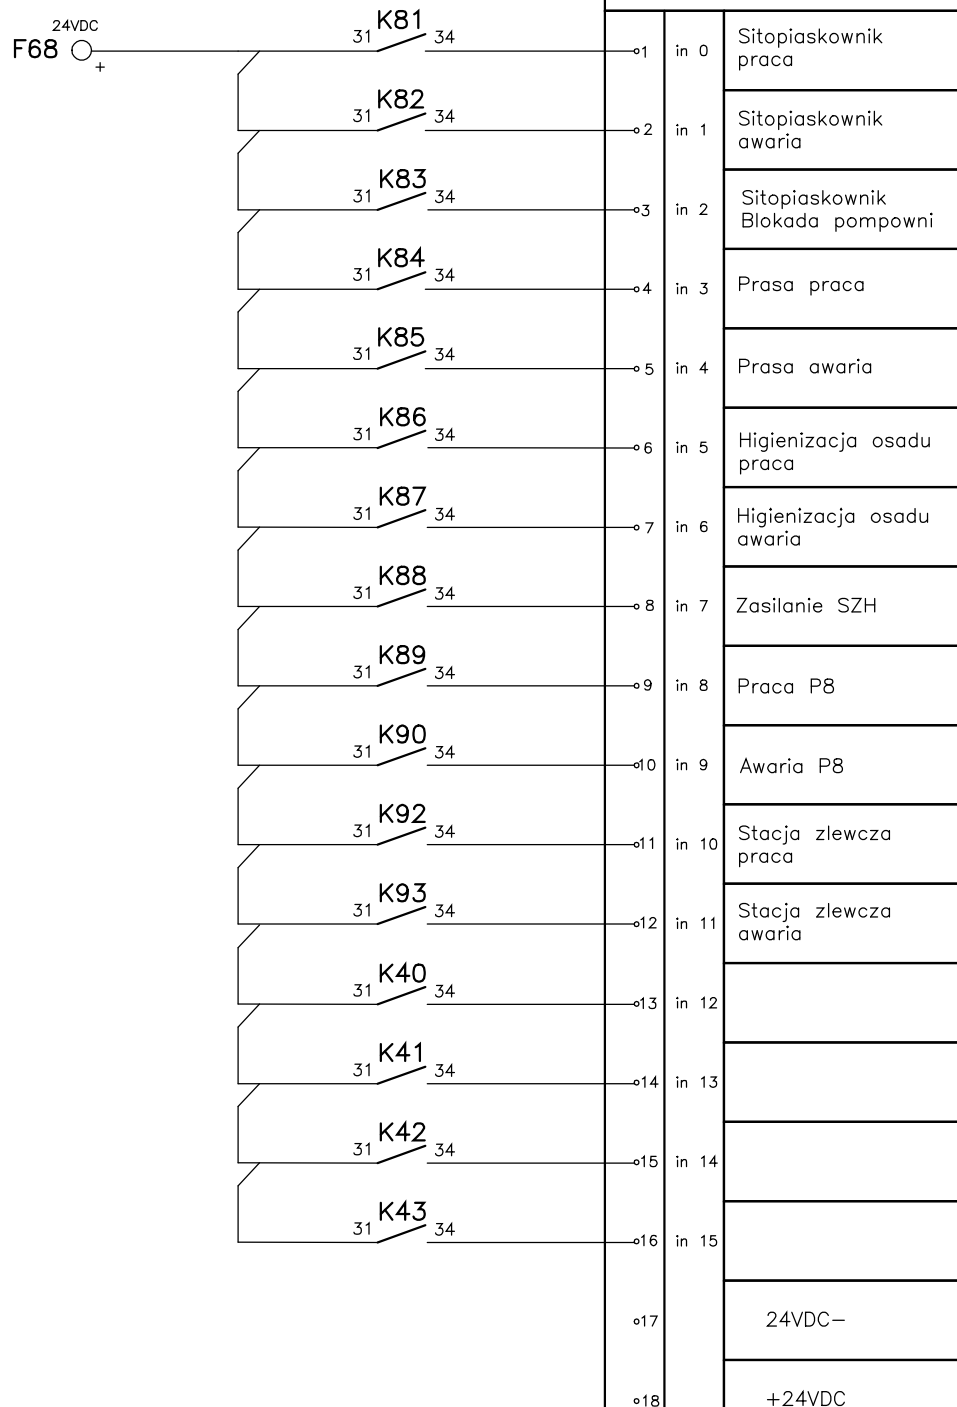 24VDC
F68 +
K81
31 34 1 in 0 Sitopiaskownik
praca
K82
31 34 2 in 1 Sitopiaskownik
awaria
K83
31 34 3 in 2 Sitopiaskownik
Blokada pompowni
K84
31 34 4 in 3 Prasa praca
K85
31 34 5 in 4 Prasa awaria
K86
31 34 6 in 5 Higienizacja osadu
praca
K87
31 34 7 in 6 Higienizacja osadu
awaria
K88
31 34 8 in 7 Zasilanie SZH
K89
31 34 9 in 8 Praca P8
K90
31 34 10 in 9 Awaria P8
K92
31 34 11 in 10 Stacja zlewcza
praca
K93
31 34 12 in 11 Stacja zlewcza
awaria
K40
31 34 13 in 12
K41
31 34 14 in 13
K42
31 34 15 in 14
K43
31 34 16 in 15
17 24VDC-
18 +24VDC